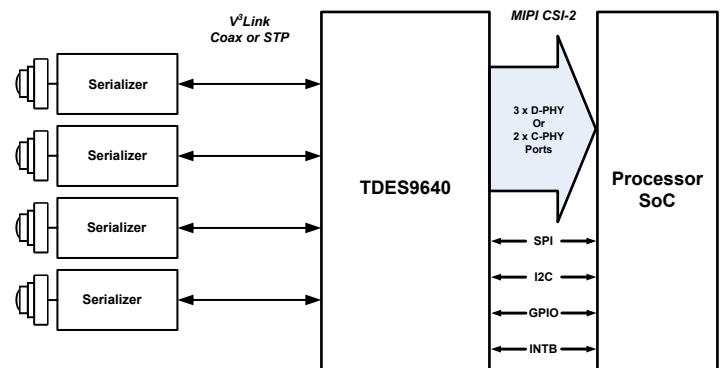 V³Link
Coax or STP
MIPI CSI-2
Serializer
Serializer
Serializer
Serializer
TDES9640
3 x D-PHY
Or
2 x C-PHY
Ports
SPI
I2C
GPIO
INTB
Processor
SoC